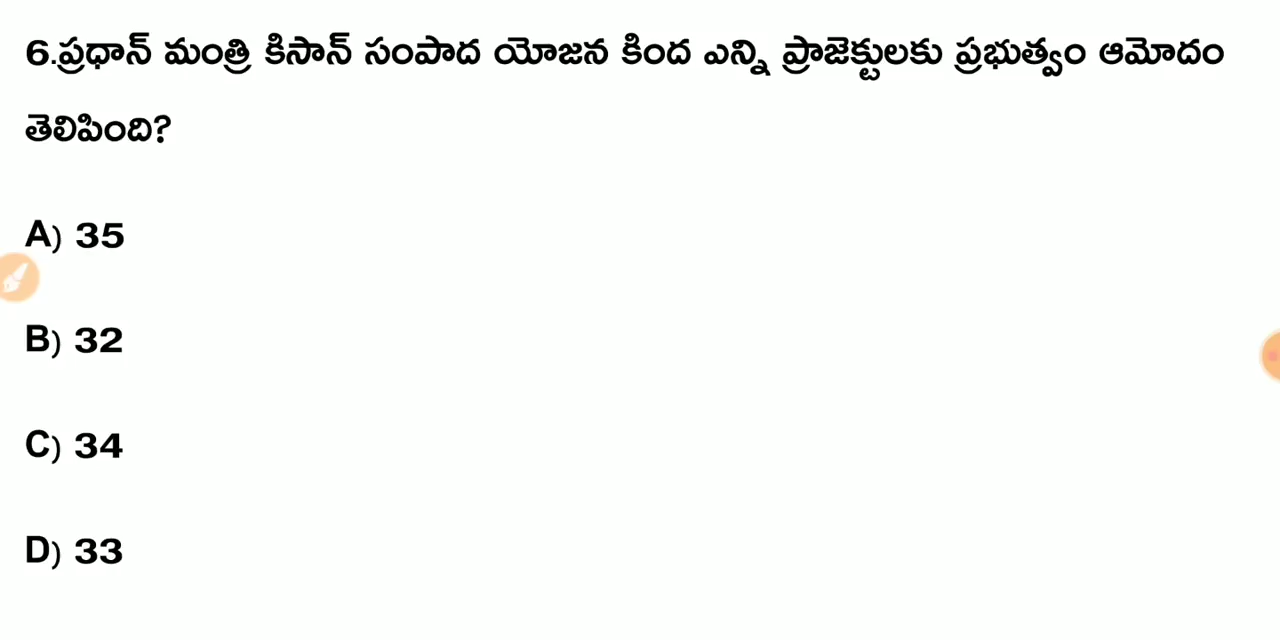 6.ప్రధాన్ మంత్రి కిసాన్ సంపాద యోజన కింద ఎన్ని ప్రాజెక్టులకు ప్రభుత్వం ఆమోదం
తెలిపింది?
A) 35
B) 32
C) 34
D) 33